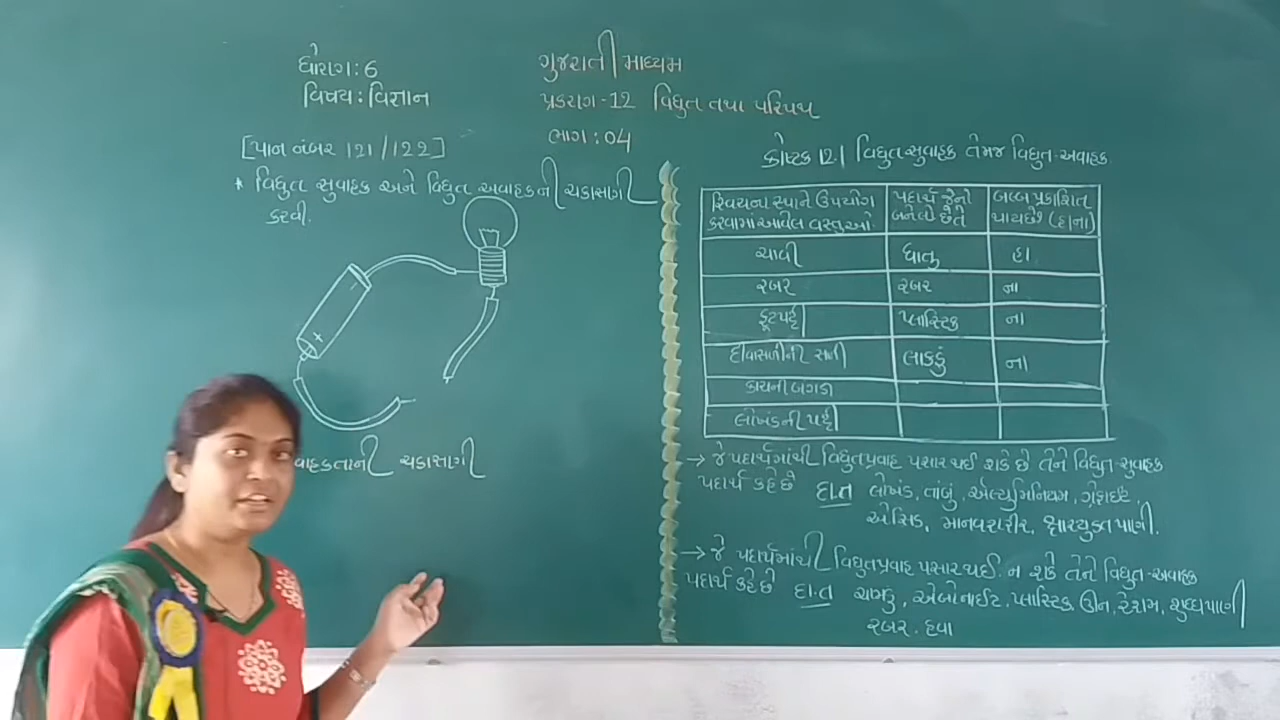 ધોરણ: 6
વિષય: વિજ્ઞાન
ગુજરાતી માધ્યમ
પ્રકરણ-12 વિદ્યુત તથા પરિપથ
ભાગ: 04
[પાન નંબર 121/122]
* વિદ્યુત સુવાહક અને વિદ્યુત અવાહકની ચકાસણી
કરવી.
+
વાહકતાની ચકાસણી
કોષ્ટક 12.1 વિદ્યુત સુવાહક તેમજ વિદ્યુત-અવાહક
સ્વિચના સ્થાને ઉપયોગ કરવામાં આવેલ વસ્તુઓ. પદાર્થ જેનો બનેલો છે તે બલ્બ પ્રકાશિત થાય છે? (હા/ના)
ચાવી ધાતુ હા
રબર રબર ના
ફૂટપટ્ટી પ્લાસ્ટિક ના
દીવાસળીની સળી લાકડું ના
કાચની બંગડી
લોખંડની પટ્ટી
→ જે પદાર્થમાંથી વિદ્યુતપ્રવાહ પસાર થઈ શકે છે તેને વિદ્યુત-સુવાહક
પદાર્થ કહે છે દા.ત લોખંડ, તાંબું, એલ્યુમિનિયમ, ગ્રેફાઈટ,
એસિડ, માનવશરીર, ક્ષારયુક્ત પાણી.
→ જે પદાર્થમાંથી વિદ્યુતપ્રવાહ પસાર થઈ ન શકે તેને વિદ્યુત-અવાહક
પદાર્થ કહે છે દા.ત ચામડું, એબોનાઈટ, પ્લાસ્ટિક, ઊન, રેશમ, શુદ્ધ પાણી
રબર. હવા